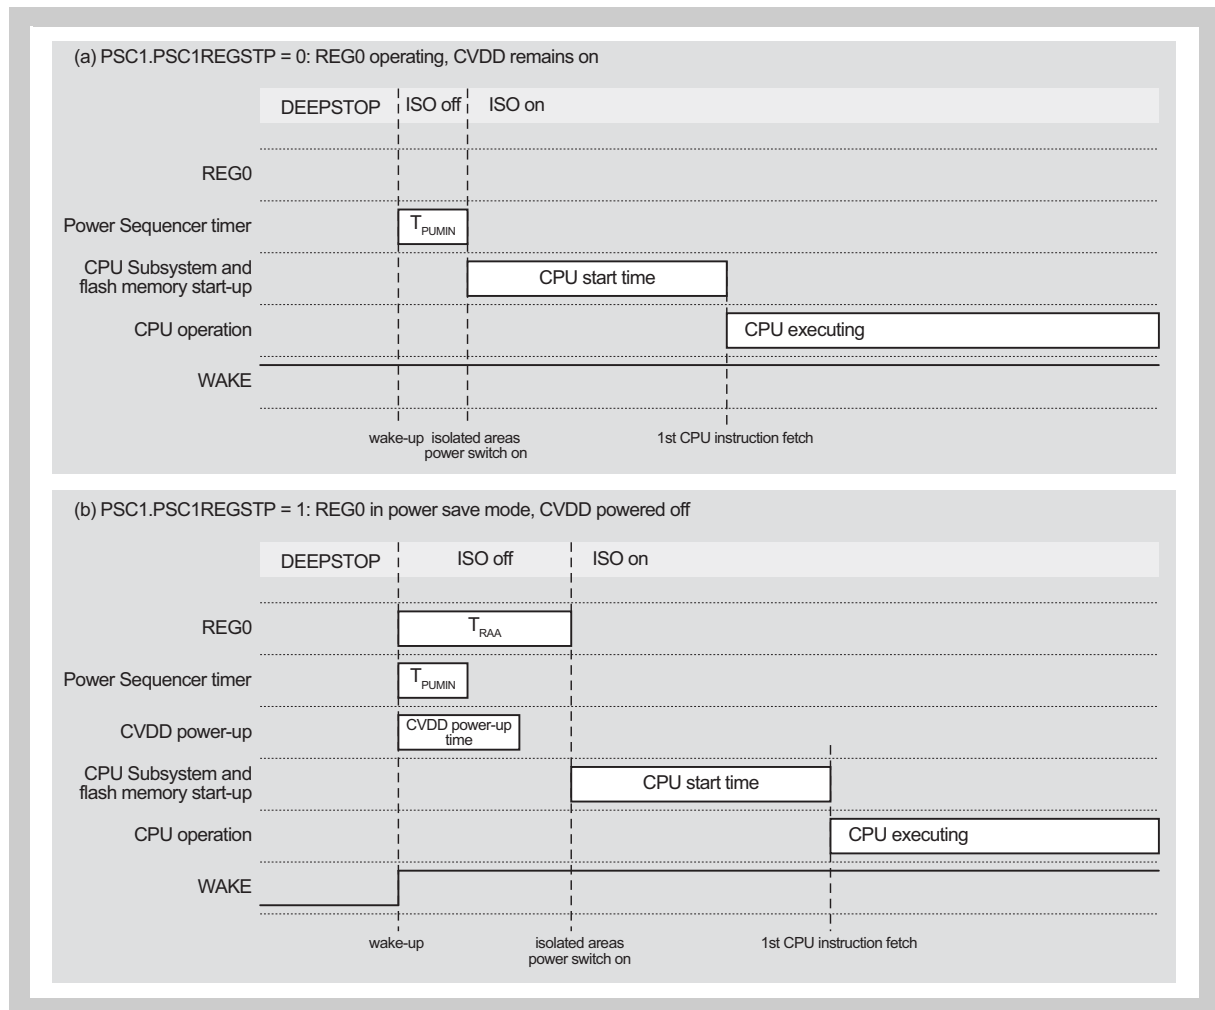 (a) PSC1.PSC1REGSTP = 0: REG0 operating, CVDD remains on
DEEPSTOP ISO off ISO on
REG0
Power Sequencer timer TPUMIN
CPU Subsystem and
flash memory start-up
CPU start time
CPU operation CPU executing
WAKE
wake-up isolated areas
power switch on
1st CPU instruction fetch
(b) PSC1.PSC1REGSTP = 1: REG0 in power save mode, CVDD powered off
DEEPSTOP ISO off ISO on
REG0 TRAA
Power Sequencer timer TPUMIN
CVDD power-up
CVDD power-up
time
CPU Subsystem and
flash memory start-up
CPU start time
CPU operation CPU executing
WAKE
wake-up
isolated areas
power switch on
1st CPU instruction fetch